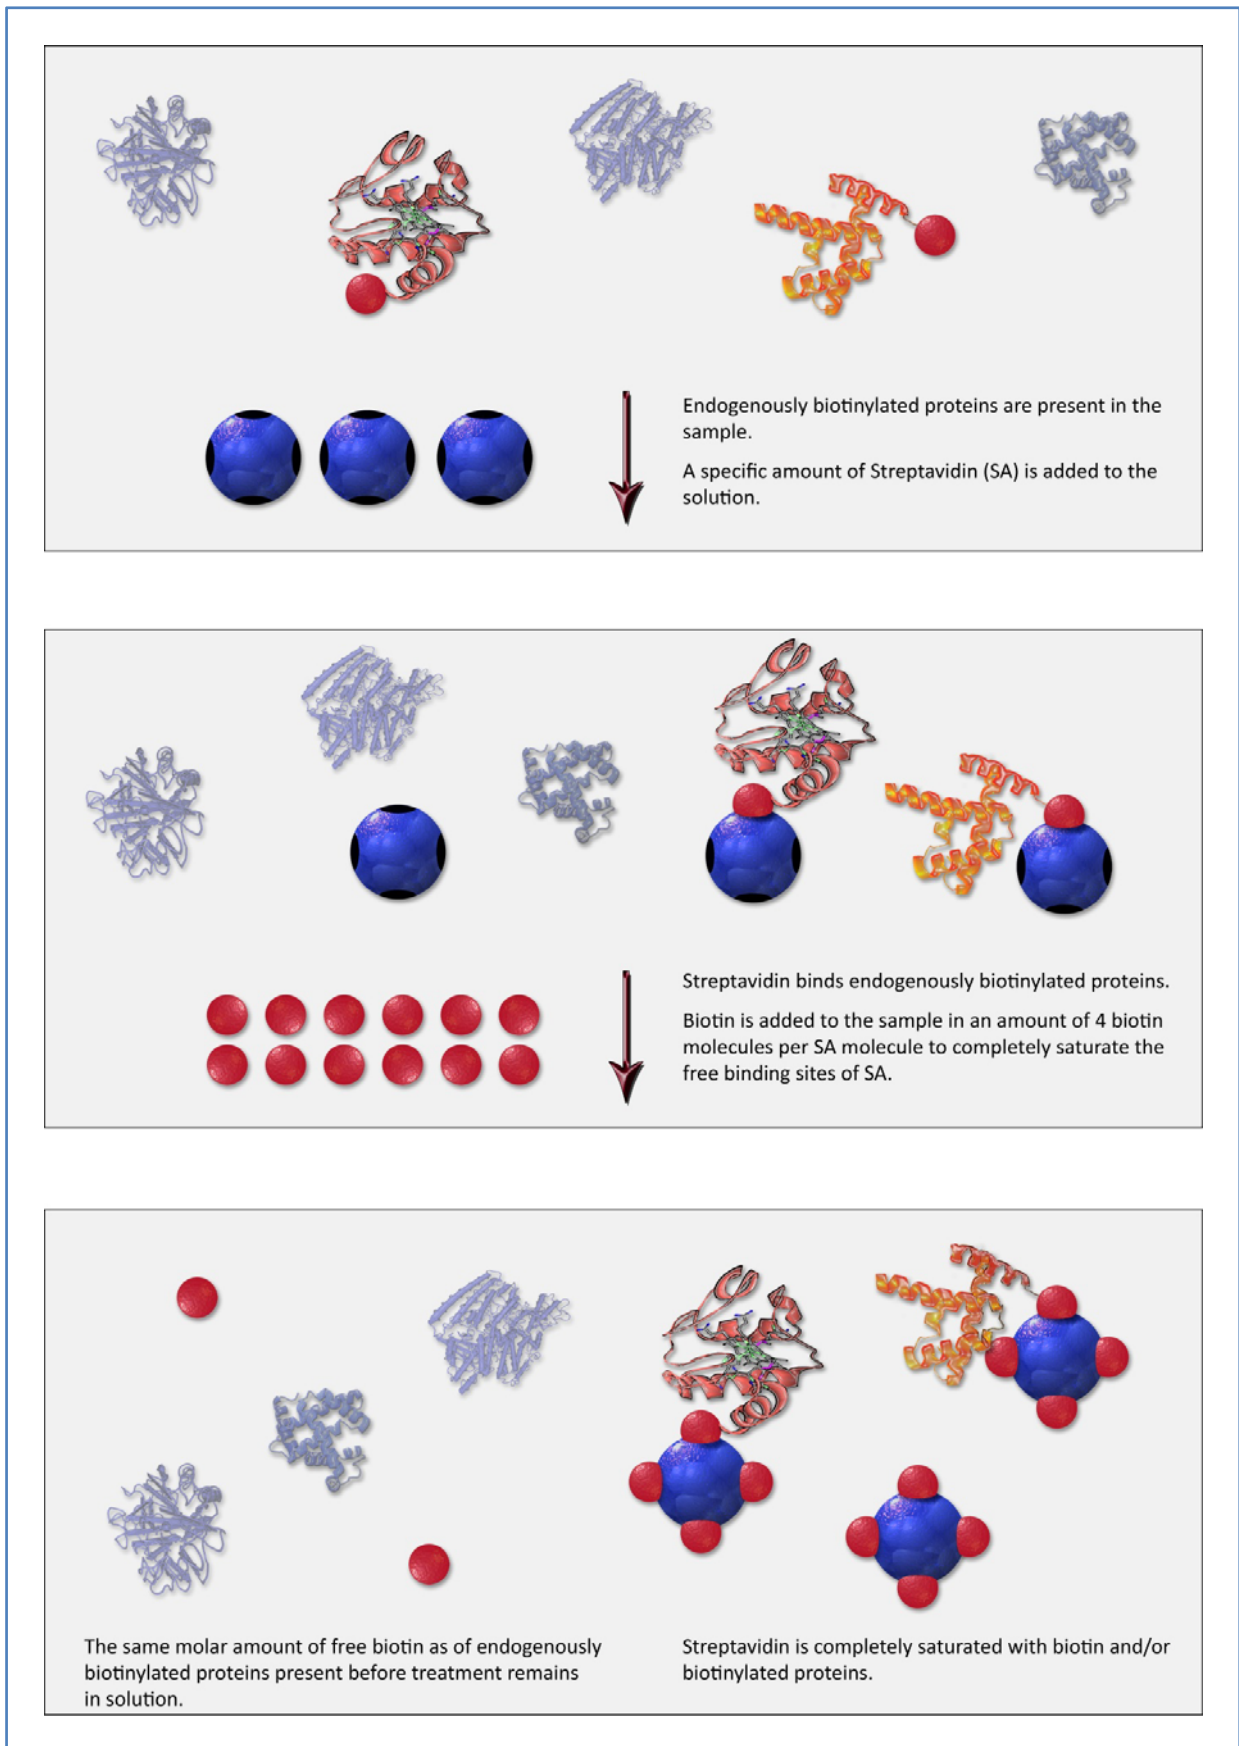 Endogenously biotinylated proteins are present in the
sample.
A specific amount of Streptavidin (SA) is added to the
solution.
Streptavidin binds endogenously biotinylated proteins.
Biotin is added to the sample in an amount of 4 biotin
molecules per SA molecule to completely saturate the
free binding sites of SA.
The same molar amount of free biotin as of endogenously
biotinylated proteins present before treatment remains
in solution.
Streptavidin is completely saturated with biotin and/or
biotinylated proteins.